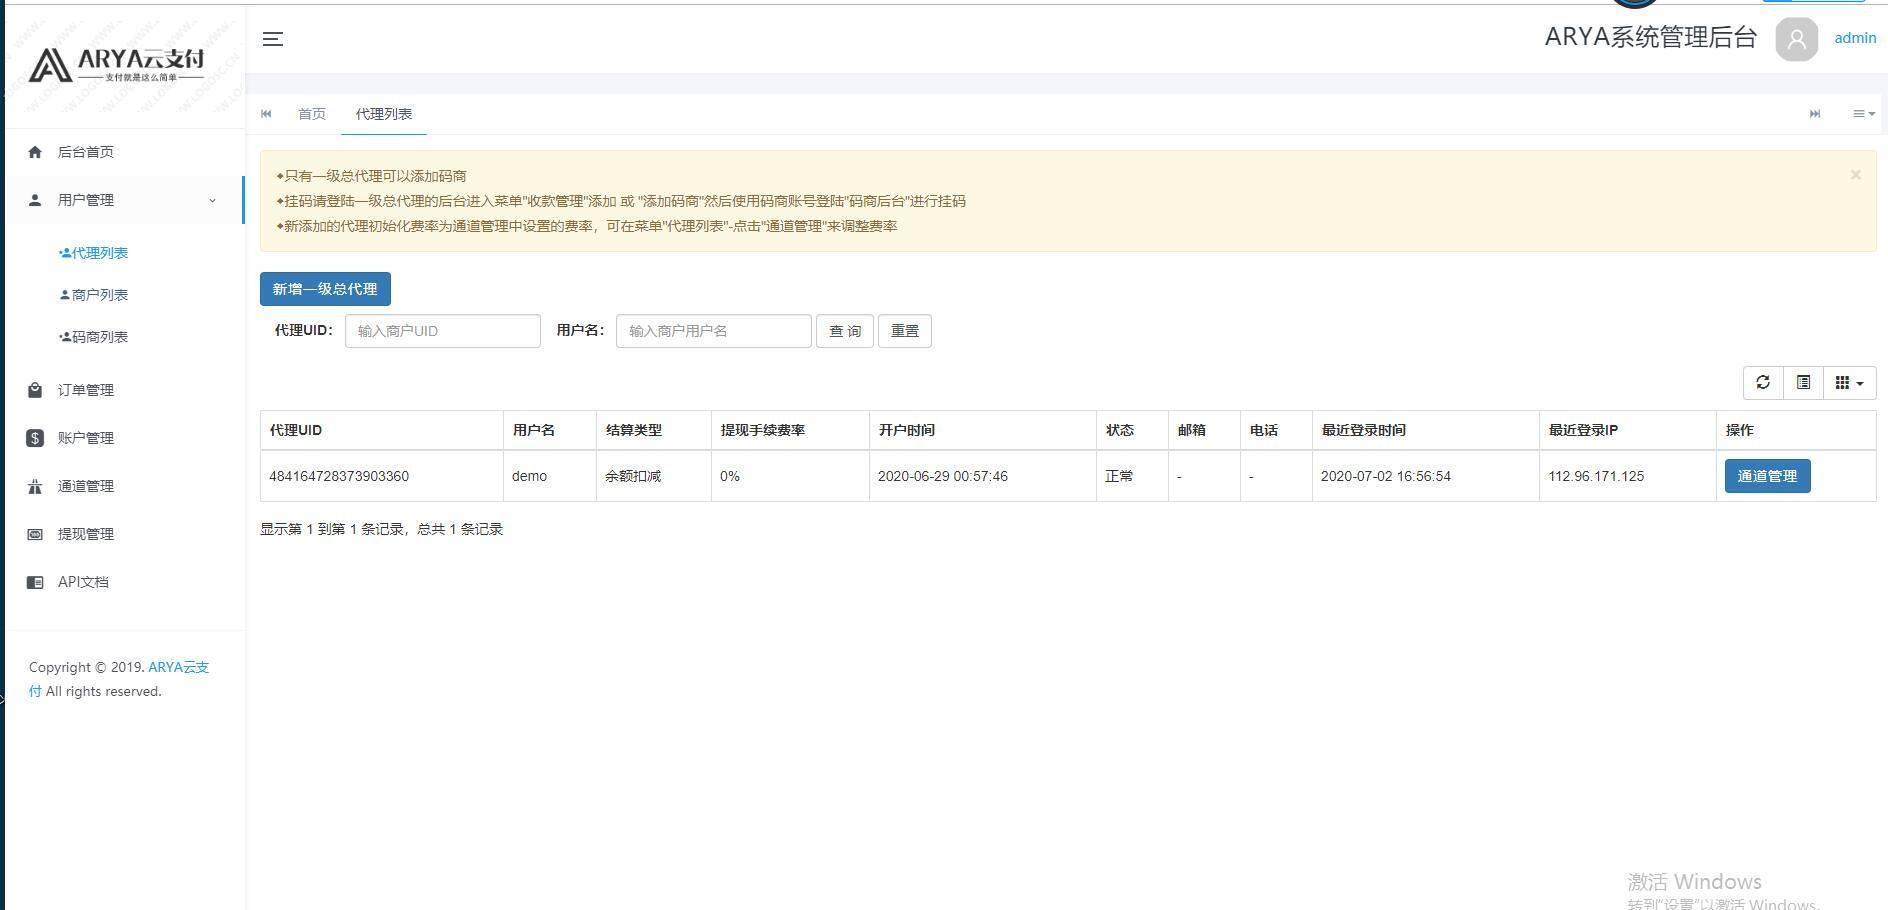 ARYA云支付
支付就是这么简单
ARYA系统管理后台
admin
首页
代理列表
后台首页
用户管理
代理列表
商户列表
码商列表
订单管理
账户管理
通道管理
提现管理
API文档
Copyright © 2019. ARYA云支
付 All rights reserved.
◆只有一级总代理可以添加码商
×
◆挂码请登陆一级总代理的后台进入菜单"收款管理"添加 或 "添加码商"然后使用码商账号登陆"码商后台"进行挂码
◆新添加的代理初始化费率为通道管理中设置的费率，可在菜单"代理列表"-点击"通道管理"来调整费率
新增一级总代理
代理UID： 输入商户UID 用户名： 输入商户用户名 查 询 重置
代理UID 用户名 结算类型 提现手续费率 开户时间 状态 邮箱 电话 最近登录时间 最近登录IP 操作
484164728373903360 demo 余额扣减 0% 2020-06-29 00:57:46 正常 - - 2020-07-02 16:56:54 112.96.171.125 通道管理
显示第 1 到第 1 条记录，总共 1 条记录
激活 Windows
转到"设置"以激活 Windows。